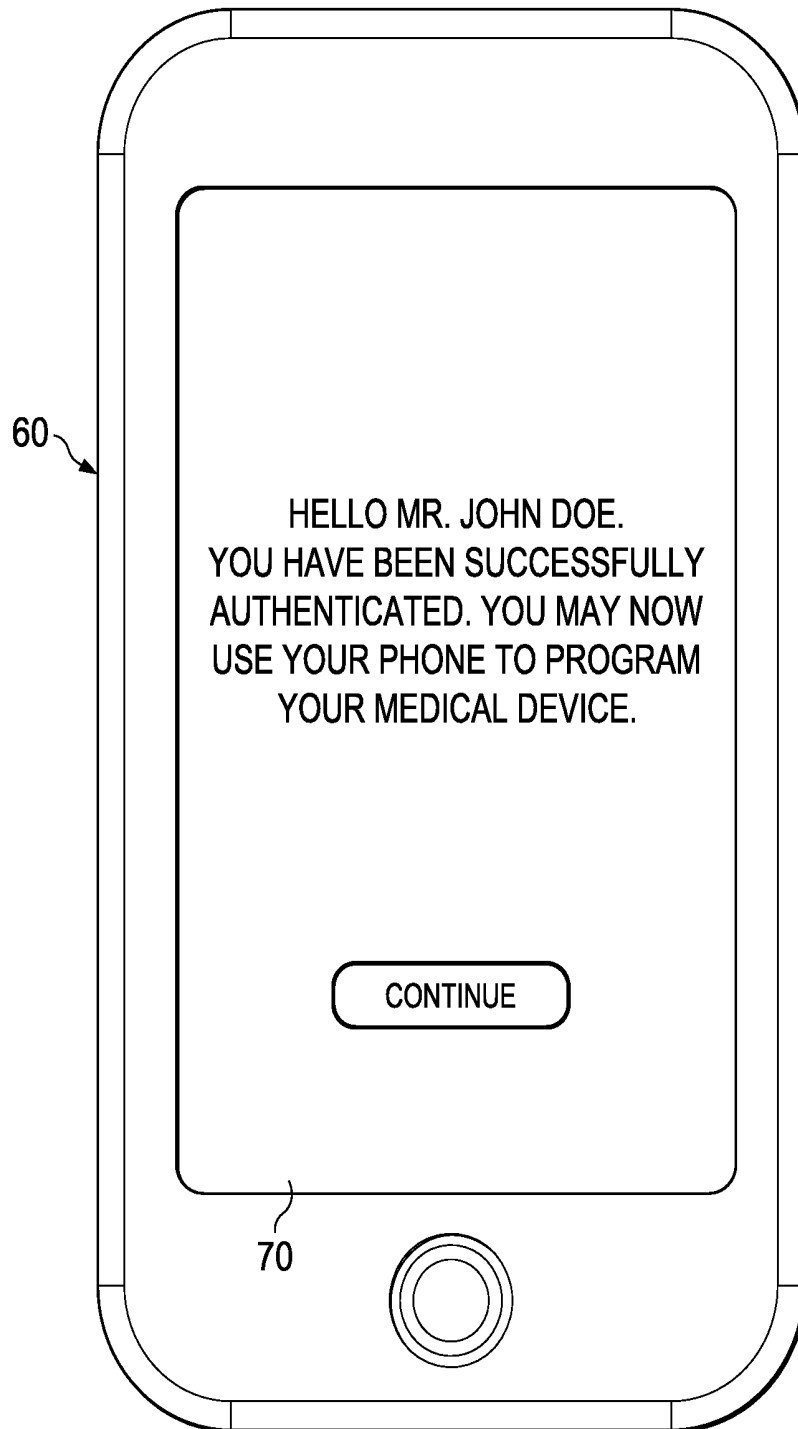 60
HELLO MR. JOHN DOE.
YOU HAVE BEEN SUCCESSFULLY
AUTHENTICATED. YOU MAY NOW
USE YOUR PHONE TO PROGRAM
YOUR MEDICAL DEVICE.
CONTINUE
70